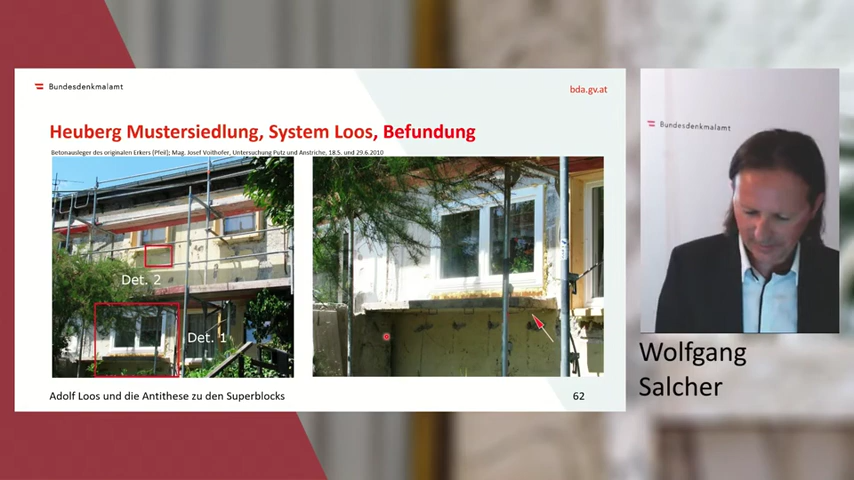 Bundesdenkmalamt
bda.gv.at
Heuberg Mustersiedlung, System Loos, Befundung
Betonausleger des originalen Erkers (Pfeil); Mag. Josef Voithofer, Untersuchung Putz und Anstriche, 18.5. und 29.6.2010
Det. 2
Det. 1
Adolf Loos und die Antithese zu den Superblocks
62
Bundesdenkmalamt
Wolfgang
Salcher